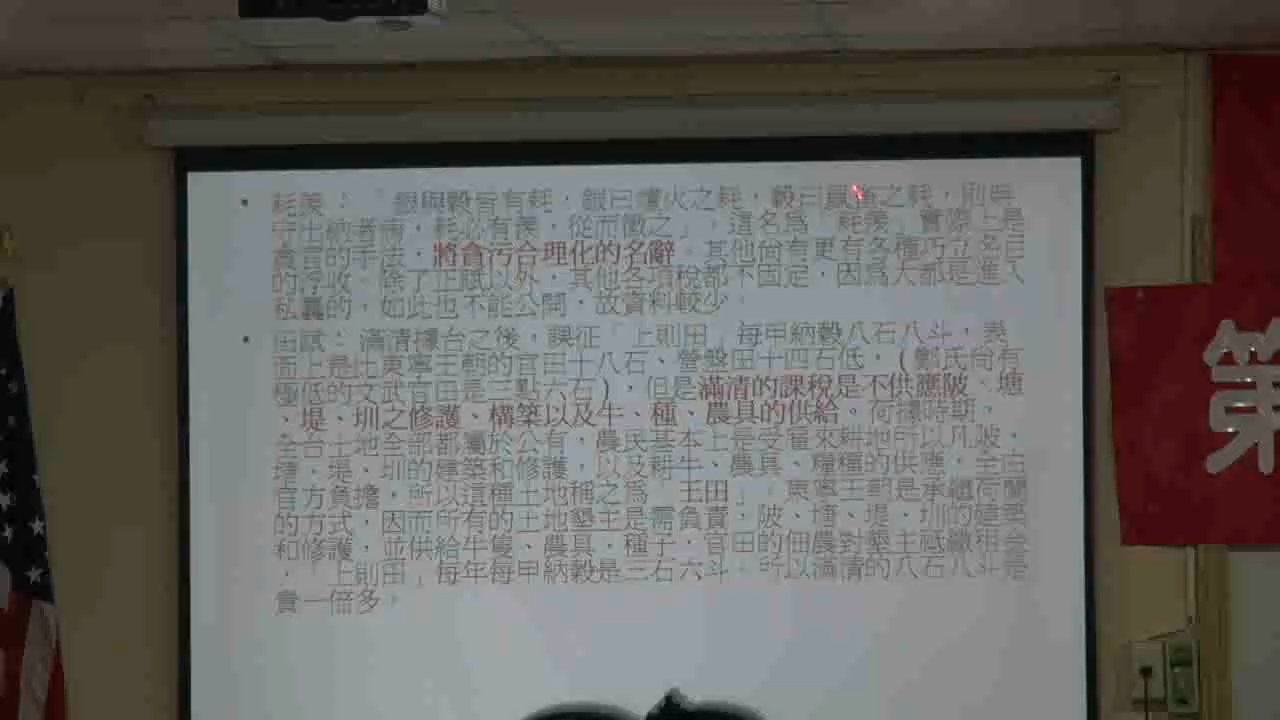 • 耗羨：「銀與穀皆有耗，銀曰鎔火之耗，穀曰鼠雀之耗，則與
守土納者兩，耗必有羨，從而徵之」，這名為「耗羨」實際上是
貪官的手法，將貪污合理化的名辭。其他尚有更有各種巧立名目
的浮收。除了正賦以外，其他各項稅都不固定，因為大都是進入
私囊的，如此也不能公開，故資料較少。
• 田賦：滿清據台之後，課征「上則田」每甲納穀八石八斗，表
面上是比東寧王朝的官田十八石、營盤田十四石低，(鄭氏尚有
極低的文武官田是三點六石)，但是滿清的課稅是不供應陂、塘
、堤、圳之修護、構築以及牛、種、農具的供給。荷據時期，
全台土地全部都屬於公有，農民基本上是受雇來耕地所以凡陂、
塘、堤、圳的建築和修護，以及耕牛、農具、糧種的供應，全由
官方負擔，所以這種土地稱之為「王田」，東寧王朝是承繼荷蘭
的方式，因而所有的土地墾主是需負責，陂、塘、堤、圳的建築
和修護，並供給牛隻、農具，種子，官田的佃農對墾主祗繳租金
，「上則田」每年每甲納穀是三石六斗。所以滿清的八石八斗是
貴一倍多。
第